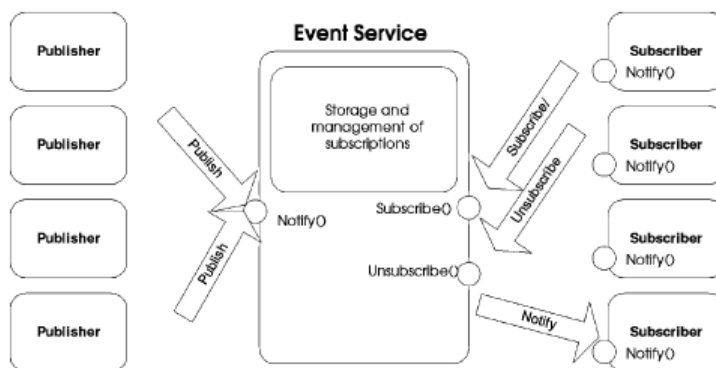 Event Service
Publisher
Publisher
Publisher
Publisher
Storage and
management of
subscriptions
Publish
Publish
Notify()
Subscribe()
Unsubscribe()
Subscribe/
Unsubscribe
Notify
Subscriber
Notify()
Subscriber
Notify()
Subscriber
Notify()
Subscriber
Notify()